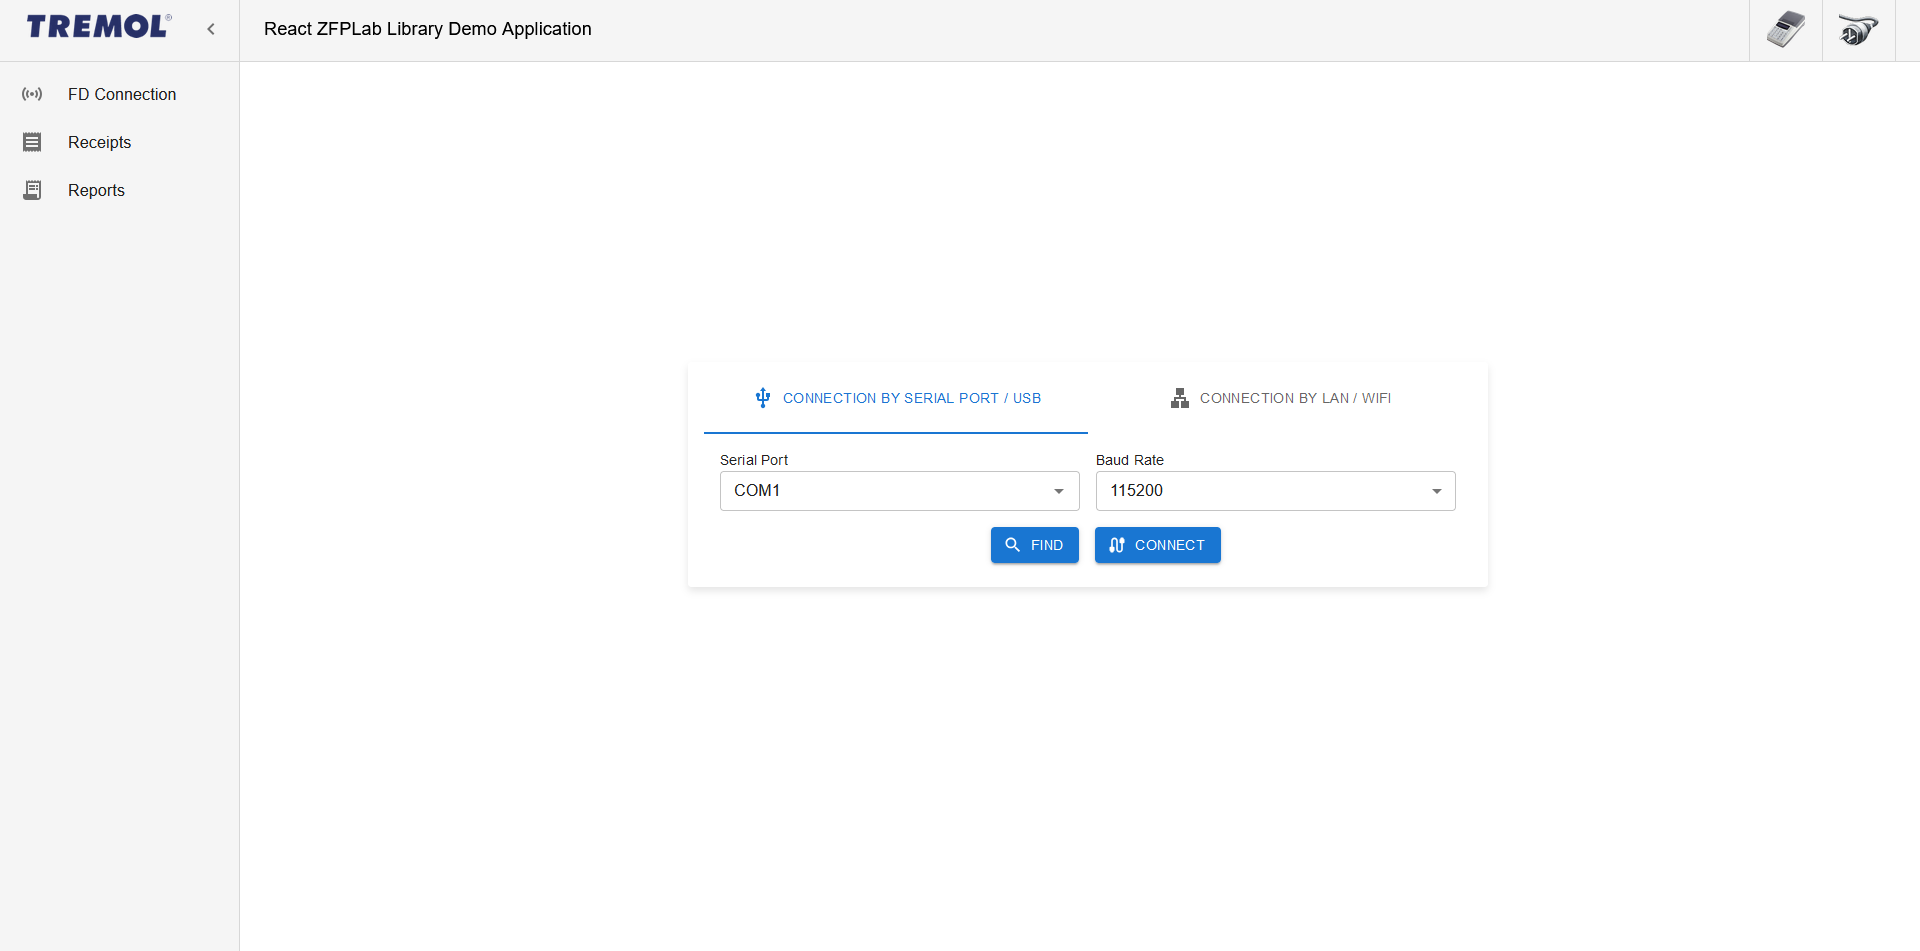 TREMOL®
React ZFPLab Library Demo Application
FD Connection
Receipts
Reports
CONNECTION BY SERIAL PORT / USB
CONNECTION BY LAN / WIFI
Serial Port
Baud Rate
COM1
115200
FIND
CONNECT